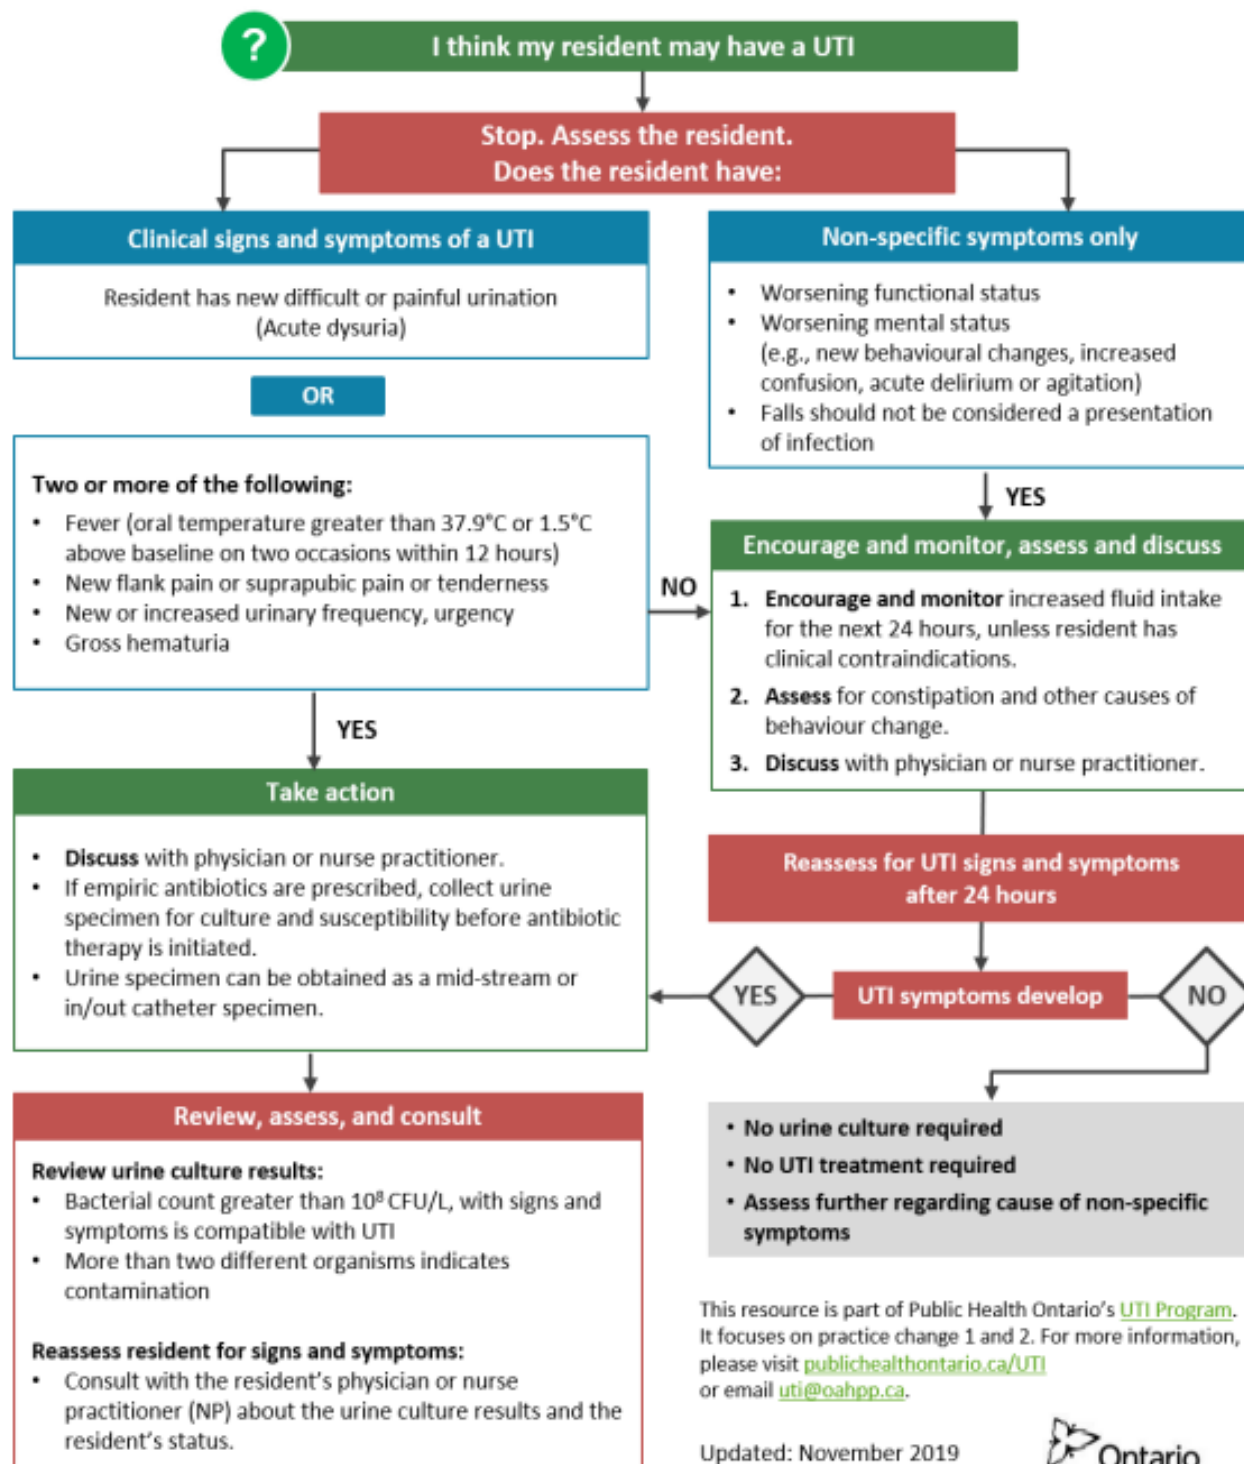 ?
I think my resident may have a UTI
Stop. Assess the resident.
Does the resident have:
Clinical signs and symptoms of a UTI
Resident has new difficult or painful urination
(Acute dysuria)
OR
Two or more of the following:
• Fever (oral temperature greater than 37.9°C or 1.5°C
above baseline on two occasions within 12 hours)
• New flank pain or suprapubic pain or tenderness
• New or increased urinary frequency, urgency
• Gross hematuria
NO
YES
Non-specific symptoms only
• Worsening functional status
• Worsening mental status
(e.g., new behavioural changes, increased
confusion, acute delirium or agitation)
• Falls should not be considered a presentation
of infection
YES
Encourage and monitor, assess and discuss
1. Encourage and monitor increased fluid intake
for the next 24 hours, unless resident has
clinical contraindications.
2. Assess for constipation and other causes of
behaviour change.
3. Discuss with physician or nurse practitioner.
Reassess for UTI signs and symptoms
after 24 hours
YES
UTI symptoms develop
NO
Take action
• Discuss with physician or nurse practitioner.
• If empiric antibiotics are prescribed, collect urine
specimen for culture and susceptibility before antibiotic
therapy is initiated.
• Urine specimen can be obtained as a mid-stream or
in/out catheter specimen.
Review, assess, and consult
Review urine culture results:
• Bacterial count greater than 10⁸ CFU/L, with signs and
symptoms is compatible with UTI
• More than two different organisms indicates
contamination
Reassess resident for signs and symptoms:
• Consult with the resident's physician or nurse
practitioner (NP) about the urine culture results and the
resident's status.
• No urine culture required
• No UTI treatment required
• Assess further regarding cause of non-specific
symptoms
This resource is part of Public Health Ontario's UTI Program.
It focuses on practice change 1 and 2. For more information,
please visit publichealthontario.ca/UTI
or email uti@oahpp.ca.
Updated: November 2019
Ontario